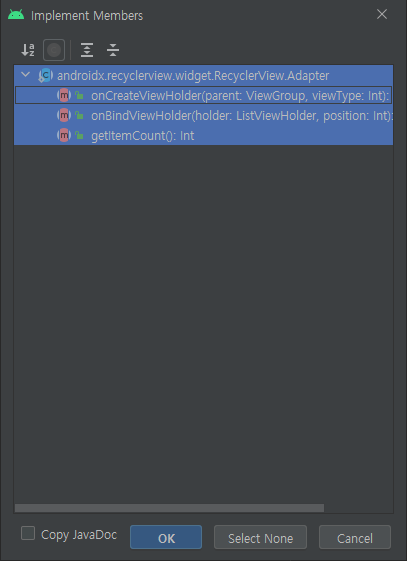 Implement Members
androidx.recyclerview.widget.RecyclerView.Adapter
onCreateViewHolder(parent: ViewGroup, viewType: Int):
onBindViewHolder(holder: ListViewHolder, position: Int):
getItemCount(): Int
Copy JavaDoc
OK
Select None
Cancel